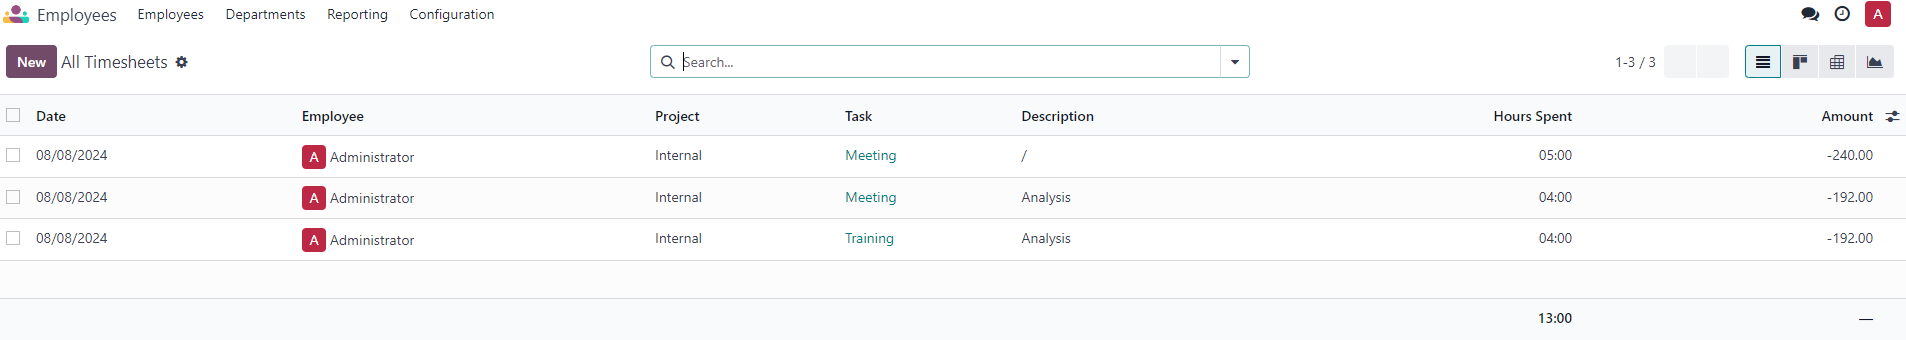 Employees Employees Departments Reporting Configuration A
New All Timesheets Search... 1-3 / 3
Date Employee Project Task Description Hours Spent Amount
08/08/2024 A Administrator Internal Meeting / 05:00 -240.00
08/08/2024 A Administrator Internal Meeting Analysis 04:00 -192.00
08/08/2024 A Administrator Internal Training Analysis 04:00 -192.00
13:00 —